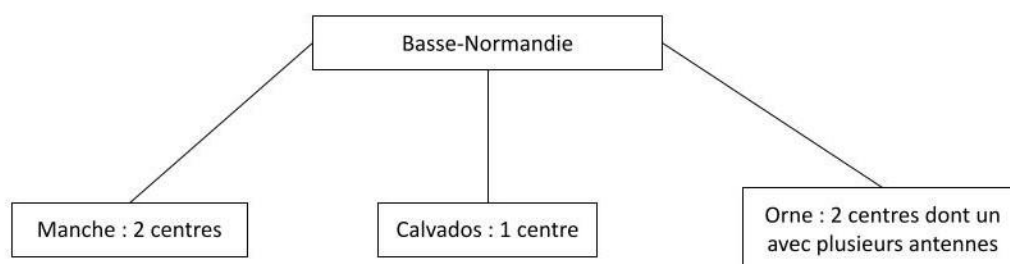 Basse-Normandie
Manche : 2 centres
Calvados : 1 centre
Orne : 2 centres dont un
avec plusieurs antennes